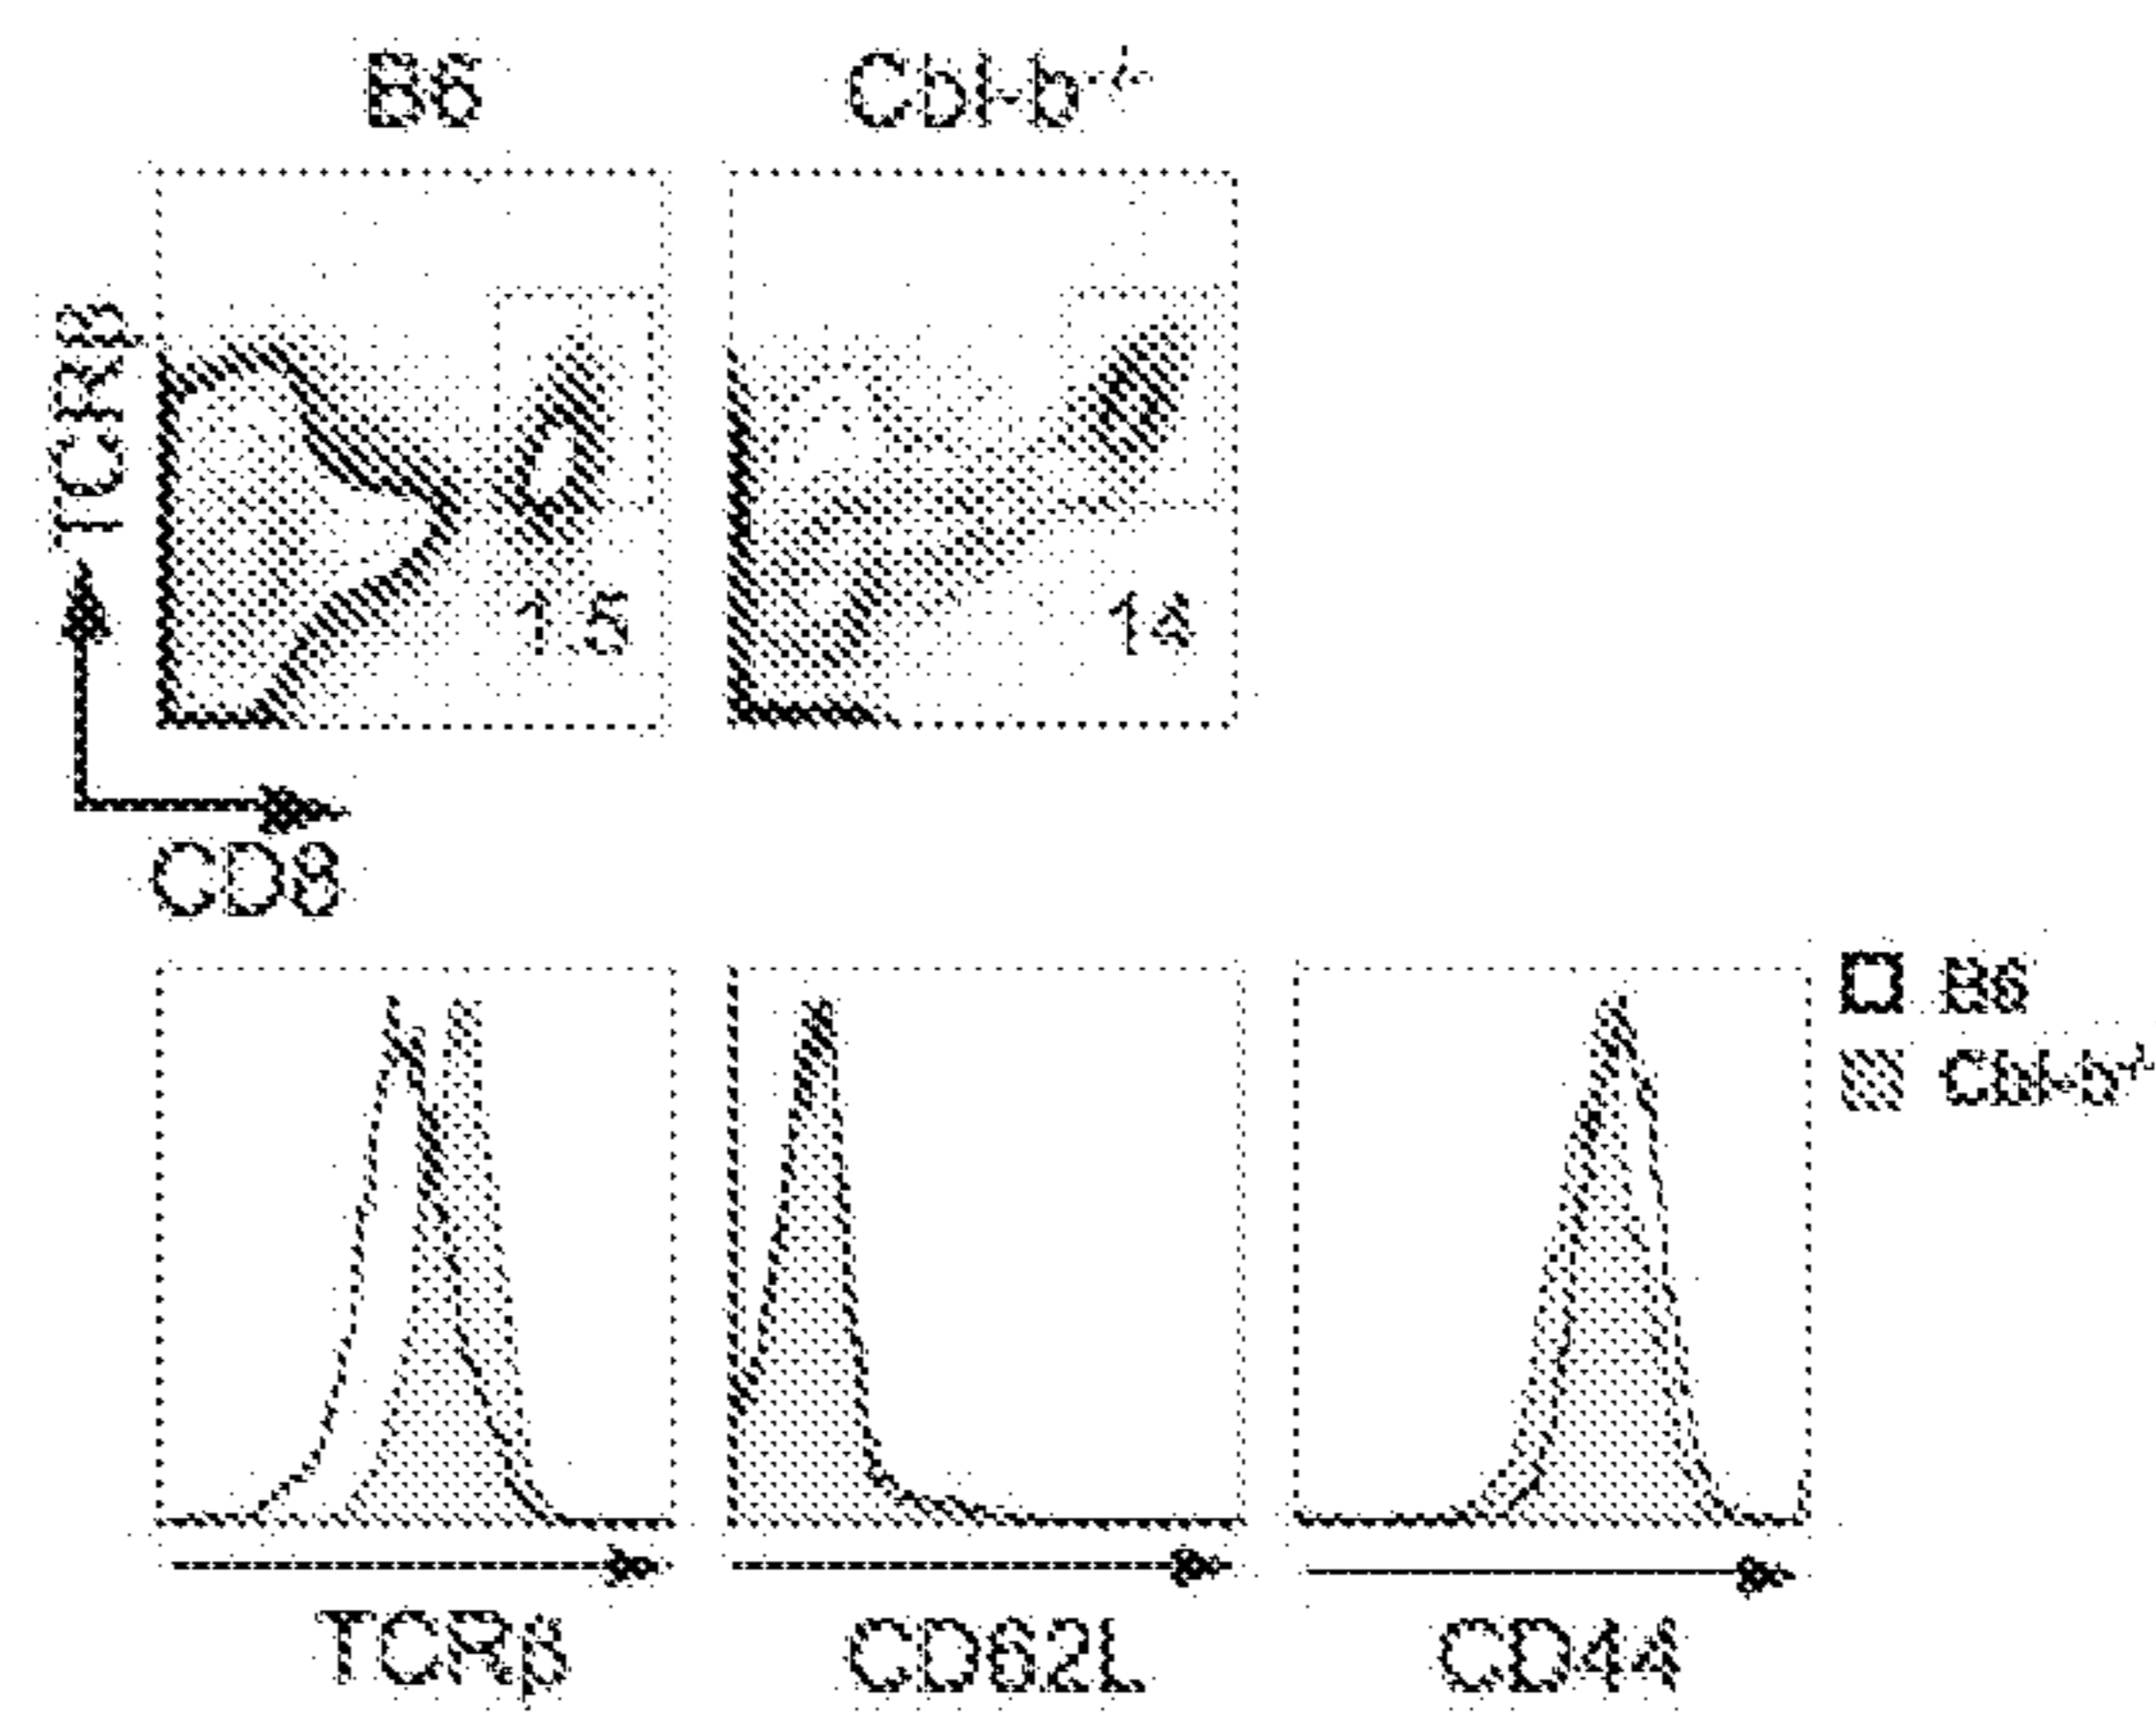 B6 Cbl-b-/-
TCRβ
1.5 14
CD8
B6
Cbl-b-/-
TCRβ CD62L CD44